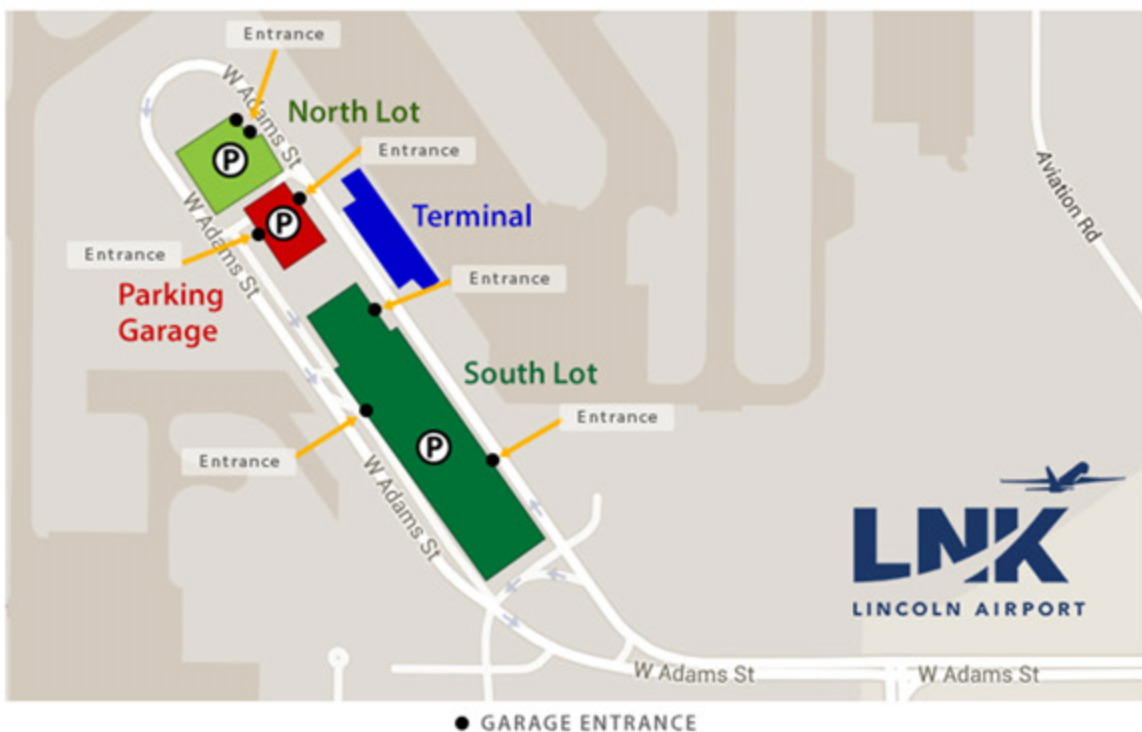 Entrance
W Adams St
North Lot
P
Entrance
Aviation Rd
W Adams St
P
Terminal
Entrance
Entrance
Parking
Garage
South Lot
Entrance
P
Entrance
W Adams St
LNK
LINCOLN AIRPORT
W Adams St
W Adams St
GARAGE ENTRANCE